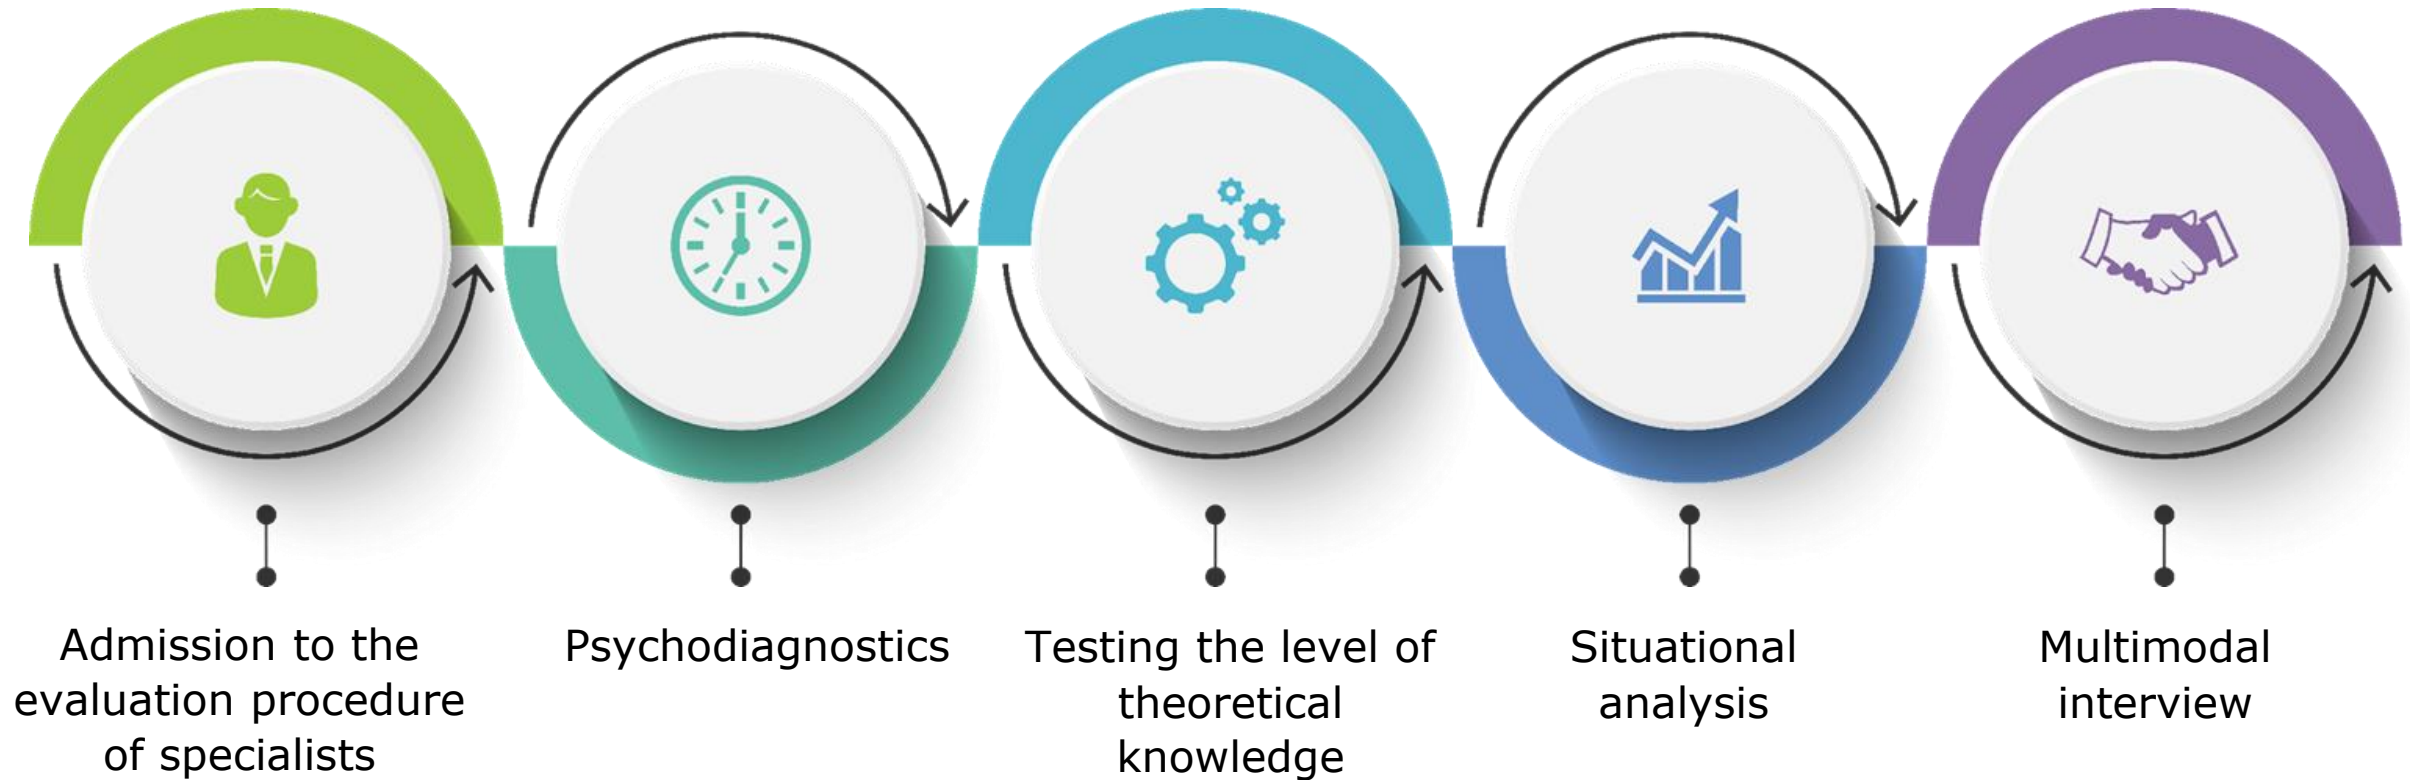 Admission to the
evaluation procedure
of specialists
Psychodiagnostics
Testing the level of
theoretical
knowledge
Situational
analysis
Multimodal
interview